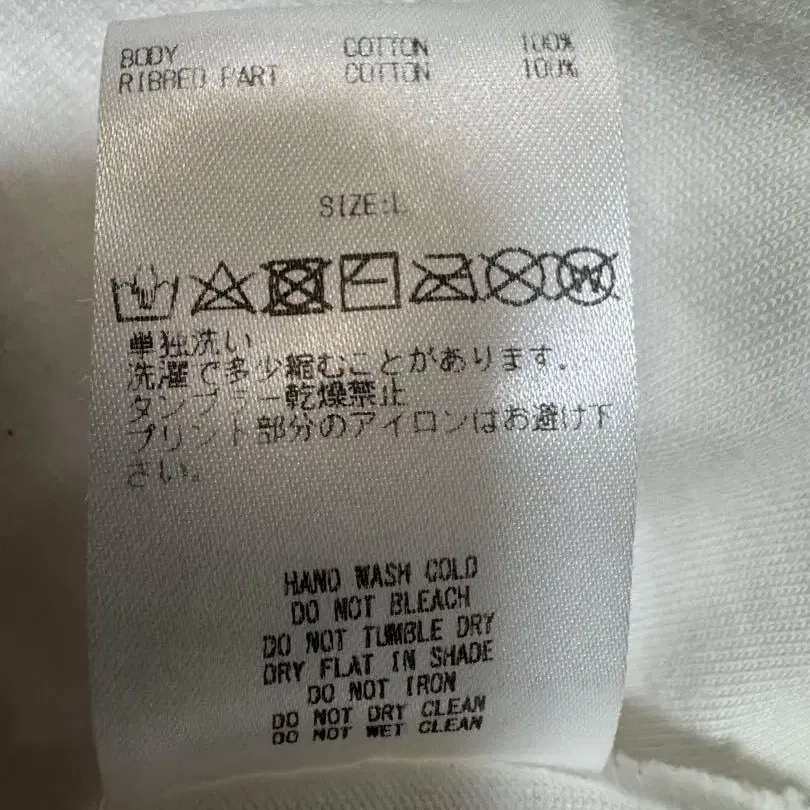 BODY COTTON 100%
RIBBED PART COTTON 100%
SIZE:L
単独洗い
洗濯で多少縮むことがあります。
タンブラー乾燥禁止
プリント部分のアイロンはお避け下
さい。
HAND WASH COLD
DO NOT BLEACH
DO NOT TUMBLE DRY
DRY FLAT IN SHADE
DO NOT IRON
DO NOT DRY CLEAN
DO NOT WET CLEAN